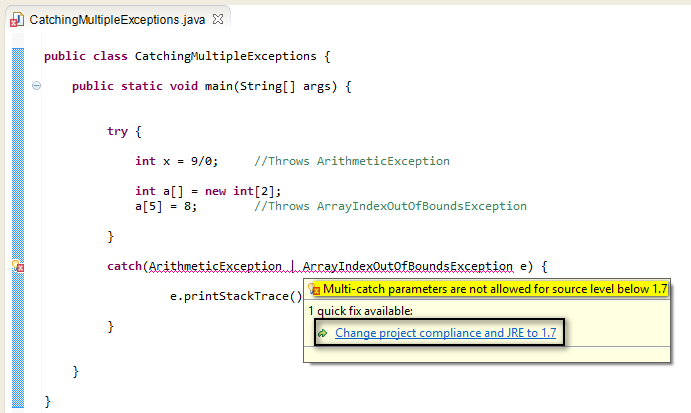 CatchingMultipleExceptions.java
public class CatchingMultipleExceptions {
public static void main(String[] args) {
try {
int x = 9/0;     //Throws ArithmeticException
int a[] = new int[2];
a[5] = 8;        //Throws ArrayIndexOutOfBoundsException
}
catch(ArithmeticException | ArrayIndexOutOfBoundsException e) {
Multi-catch parameters are not allowed for source level below 1.7
e.printStackTrace()
1 quick fix available:
Change project compliance and JRE to 1.7
}
}
}